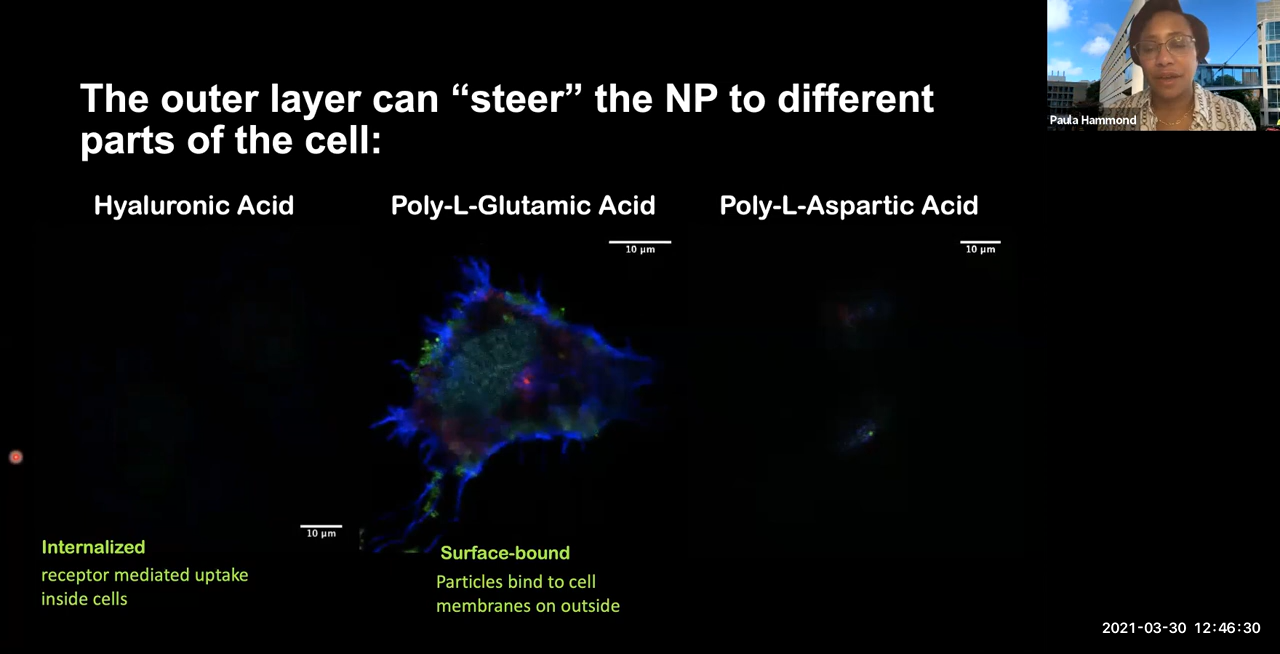 The outer layer can “steer” the NP to different
parts of the cell:
Paula Hammond
Hyaluronic Acid
Poly-L-Glutamic Acid
Poly-L-Aspartic Acid
10 µm
10 µm
10 µm
Internalized
receptor mediated uptake
inside cells
Surface-bound
Particles bind to cell
membranes on outside
2021-03-30 12:46:30